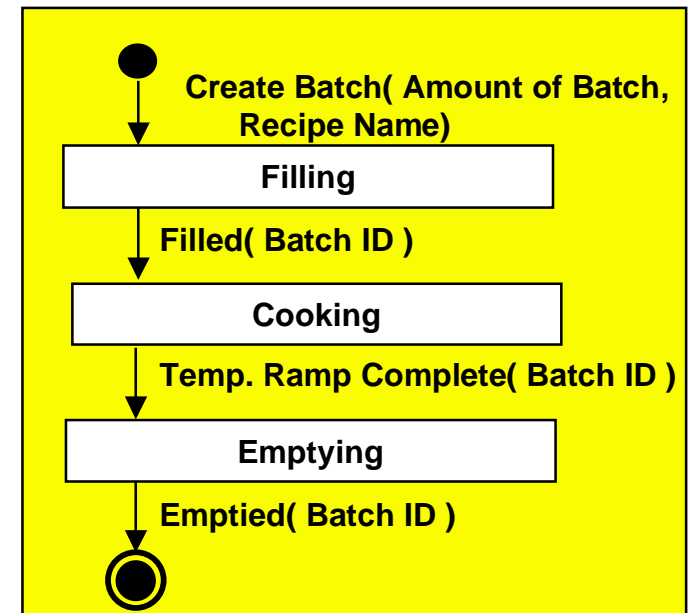 Create Batch( Amount of Batch,
Recipe Name)
Filling
Filled( Batch ID )
Cooking
Temp. Ramp Complete( Batch ID )
Emptying
Emptied( Batch ID )